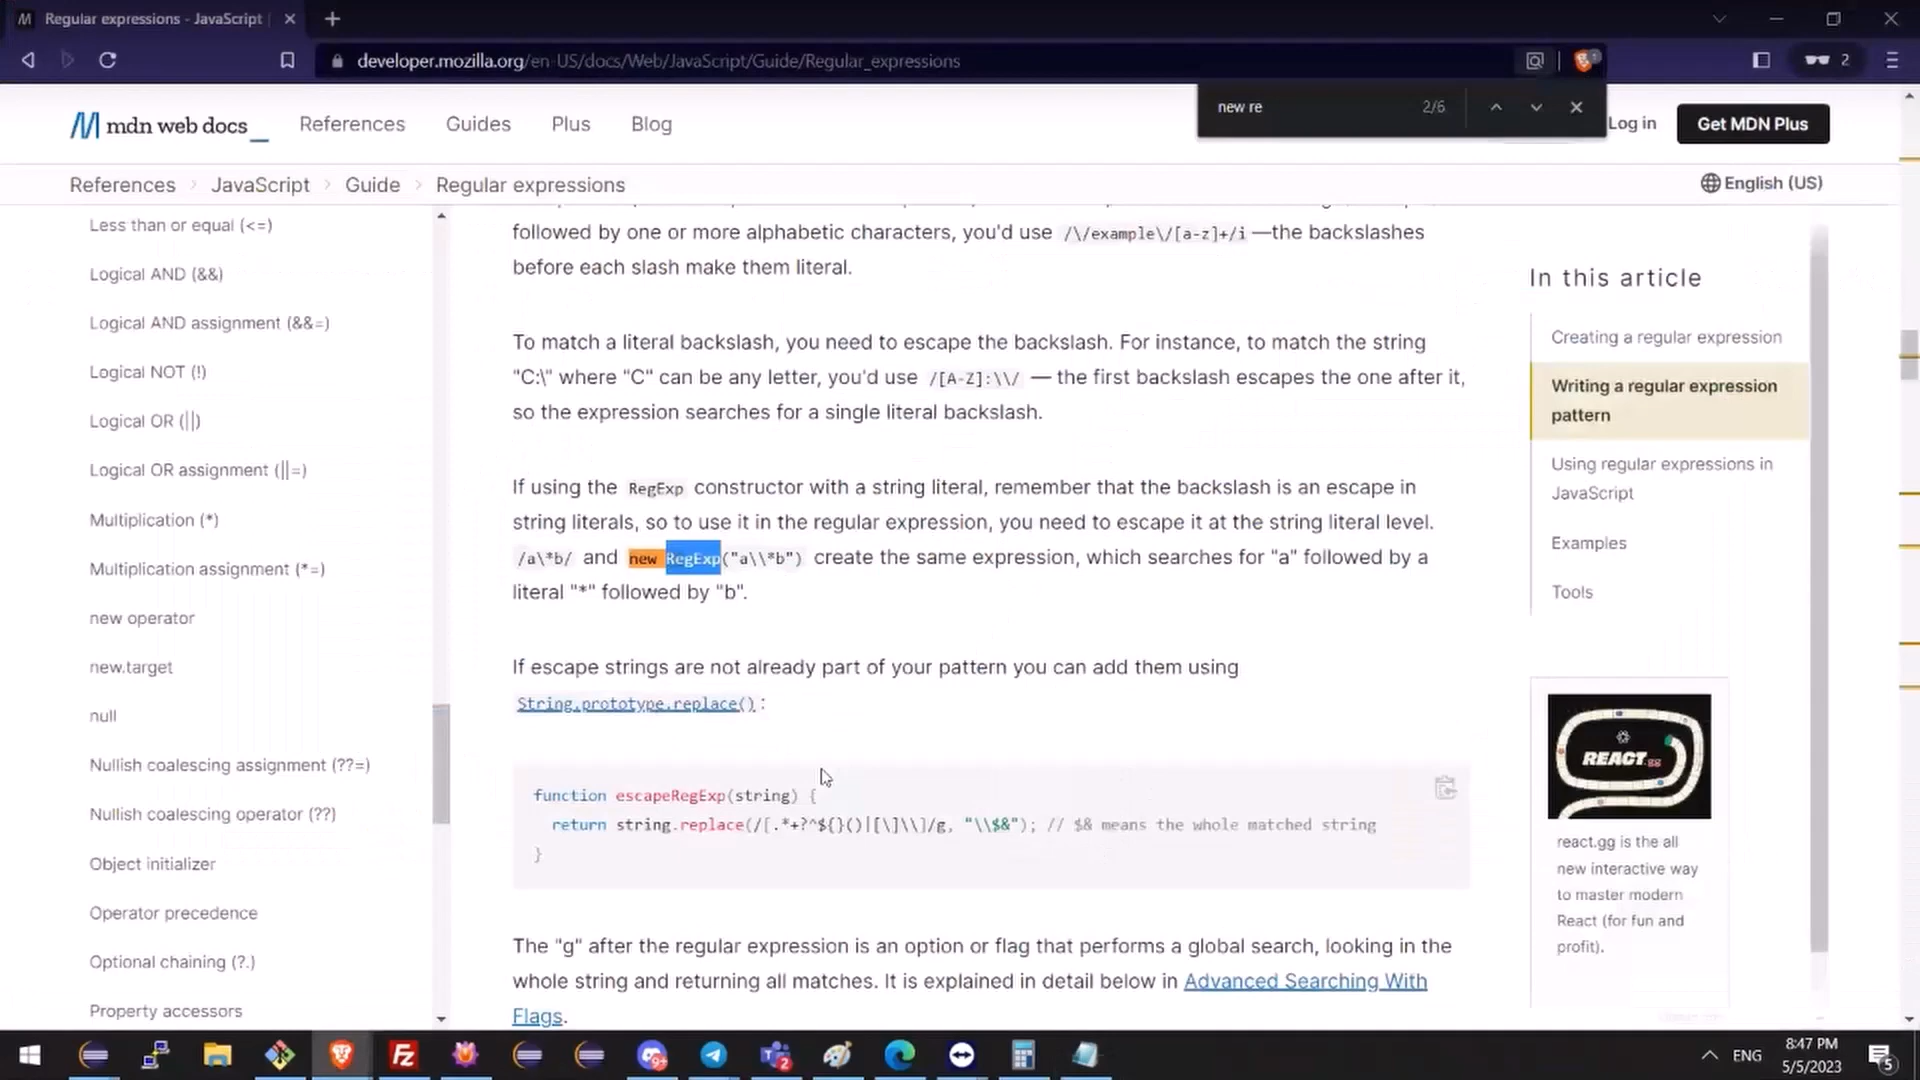 Regular expressions - JavaScript |
developer.mozilla.org/en-US/docs/Web/JavaScript/Guide/Regular_expressions
2
new re
2/6
mdn web docs_
References
Guides
Plus
Blog
Log in
Get MDN Plus
References
JavaScript
Guide
Regular expressions
English (US)
Less than or equal (<=)
Logical AND (&&)
Logical AND assignment (&&=)
Logical NOT (!)
Logical OR (||)
Logical OR assignment (||=)
Multiplication (*)
Multiplication assignment (*=)
new operator
new.target
null
Nullish coalescing assignment (??=)
Nullish coalescing operator (??)
Object initializer
Operator precedence
Optional chaining (?.)
Property accessors
followed by one or more alphabetic characters, you'd use /\/example\/[a-z]+/i —the backslashes
before each slash make them literal.
To match a literal backslash, you need to escape the backslash. For instance, to match the string
"C:\" where "C" can be any letter, you'd use /[A-Z]:\\/ — the first backslash escapes the one after it,
so the expression searches for a single literal backslash.
If using the RegExp constructor with a string literal, remember that the backslash is an escape in
string literals, so to use it in the regular expression, you need to escape it at the string literal level.
/a\*b/ and new RegExp("a\\*b") create the same expression, which searches for "a" followed by a
literal "*" followed by "b".
If escape strings are not already part of your pattern you can add them using
String.prototype.replace() :
function escapeRegExp(string) {
return string.replace(/[.*+?^${}()|[\]\\]/g, "\\$&"); // $& means the whole matched string
}
The "g" after the regular expression is an option or flag that performs a global search, looking in the
whole string and returning all matches. It is explained in detail below in Advanced Searching With
Flags.
In this article
Creating a regular expression
Writing a regular expression
pattern
Using regular expressions in
JavaScript
Examples
Tools
REACT.gg
react.gg is the all
new interactive way
to master modern
React (for fun and
profit).
ENG
8:47 PM
5/5/2023
5